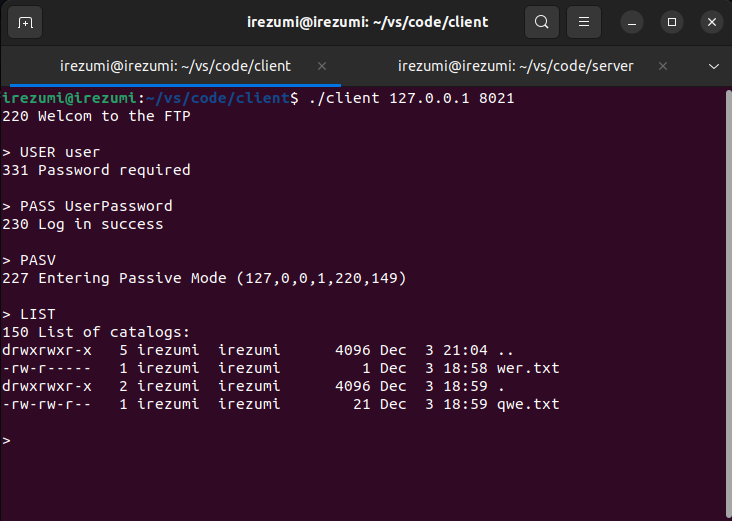 irezumi@irezumi: ~/vs/code/client
irezumi@irezumi: ~/vs/code/client
irezumi@irezumi: ~/vs/code/server
irezumi@irezumi:~/vs/code/client$ ./client 127.0.0.1 8021
220 Welcom to the FTP
> USER user
331 Password required
> PASS UserPassword
230 Log in success
> PASV
227 Entering Passive Mode (127,0,0,1,220,149)
> LIST
150 List of catalogs:
drwxrwxr-x   5 irezumi  irezumi      4096 Dec  3 21:04 ..
-rw-r-----   1 irezumi  irezumi         1 Dec  3 18:58 wer.txt
drwxrwxr-x   2 irezumi  irezumi      4096 Dec  3 18:59 .
-rw-rw-r--   1 irezumi  irezumi        21 Dec  3 18:59 qwe.txt
>